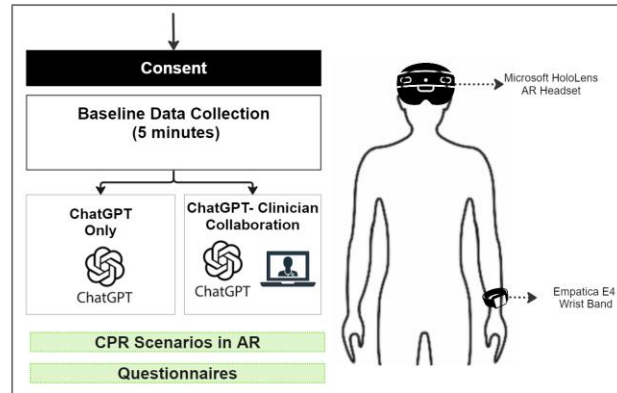 Consent
Baseline Data Collection
(5 minutes)
ChatGPT
Only
ChatGPT
ChatGPT- Clinician
Collaboration
ChatGPT
CPR Scenarios in AR
Questionnaires
Microsoft HoloLens
AR Headset
Empatica E4
Wrist Band